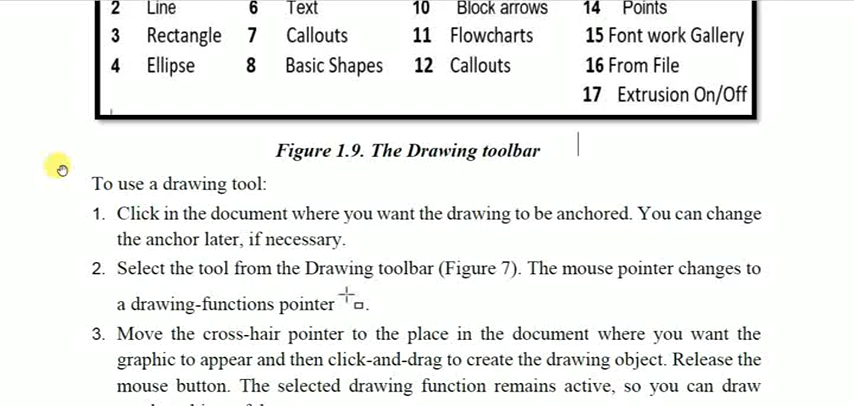 2 Line 6 Text 10 Block arrows 14 Points
3 Rectangle 7 Callouts 11 Flowcharts 15 Font work Gallery
4 Ellipse 8 Basic Shapes 12 Callouts 16 From File
17 Extrusion On/Off
Figure 1.9. The Drawing toolbar
To use a drawing tool:
1. Click in the document where you want the drawing to be anchored. You can change
the anchor later, if necessary.
2. Select the tool from the Drawing toolbar (Figure 7). The mouse pointer changes to
a drawing-functions pointer .
3. Move the cross-hair pointer to the place in the document where you want the
graphic to appear and then click-and-drag to create the drawing object. Release the
mouse button. The selected drawing function remains active, so you can draw